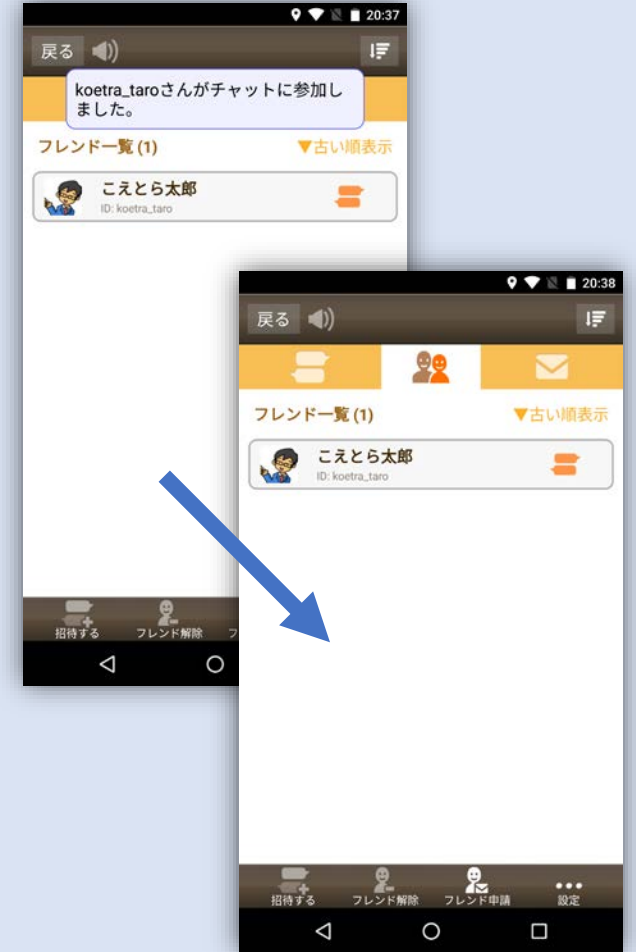 20:37
戻る
koetra_taroさんがチャットに参加し
ました。
フレンド一覧 (1) ▼古い順表示
こえとら太郎
ID: koetra_taro
招待する フレンド解除 フ
20:38
戻る
フレンド一覧 (1) ▼古い順表示
こえとら太郎
ID: koetra_taro
招待する フレンド解除 フレンド申請 設定